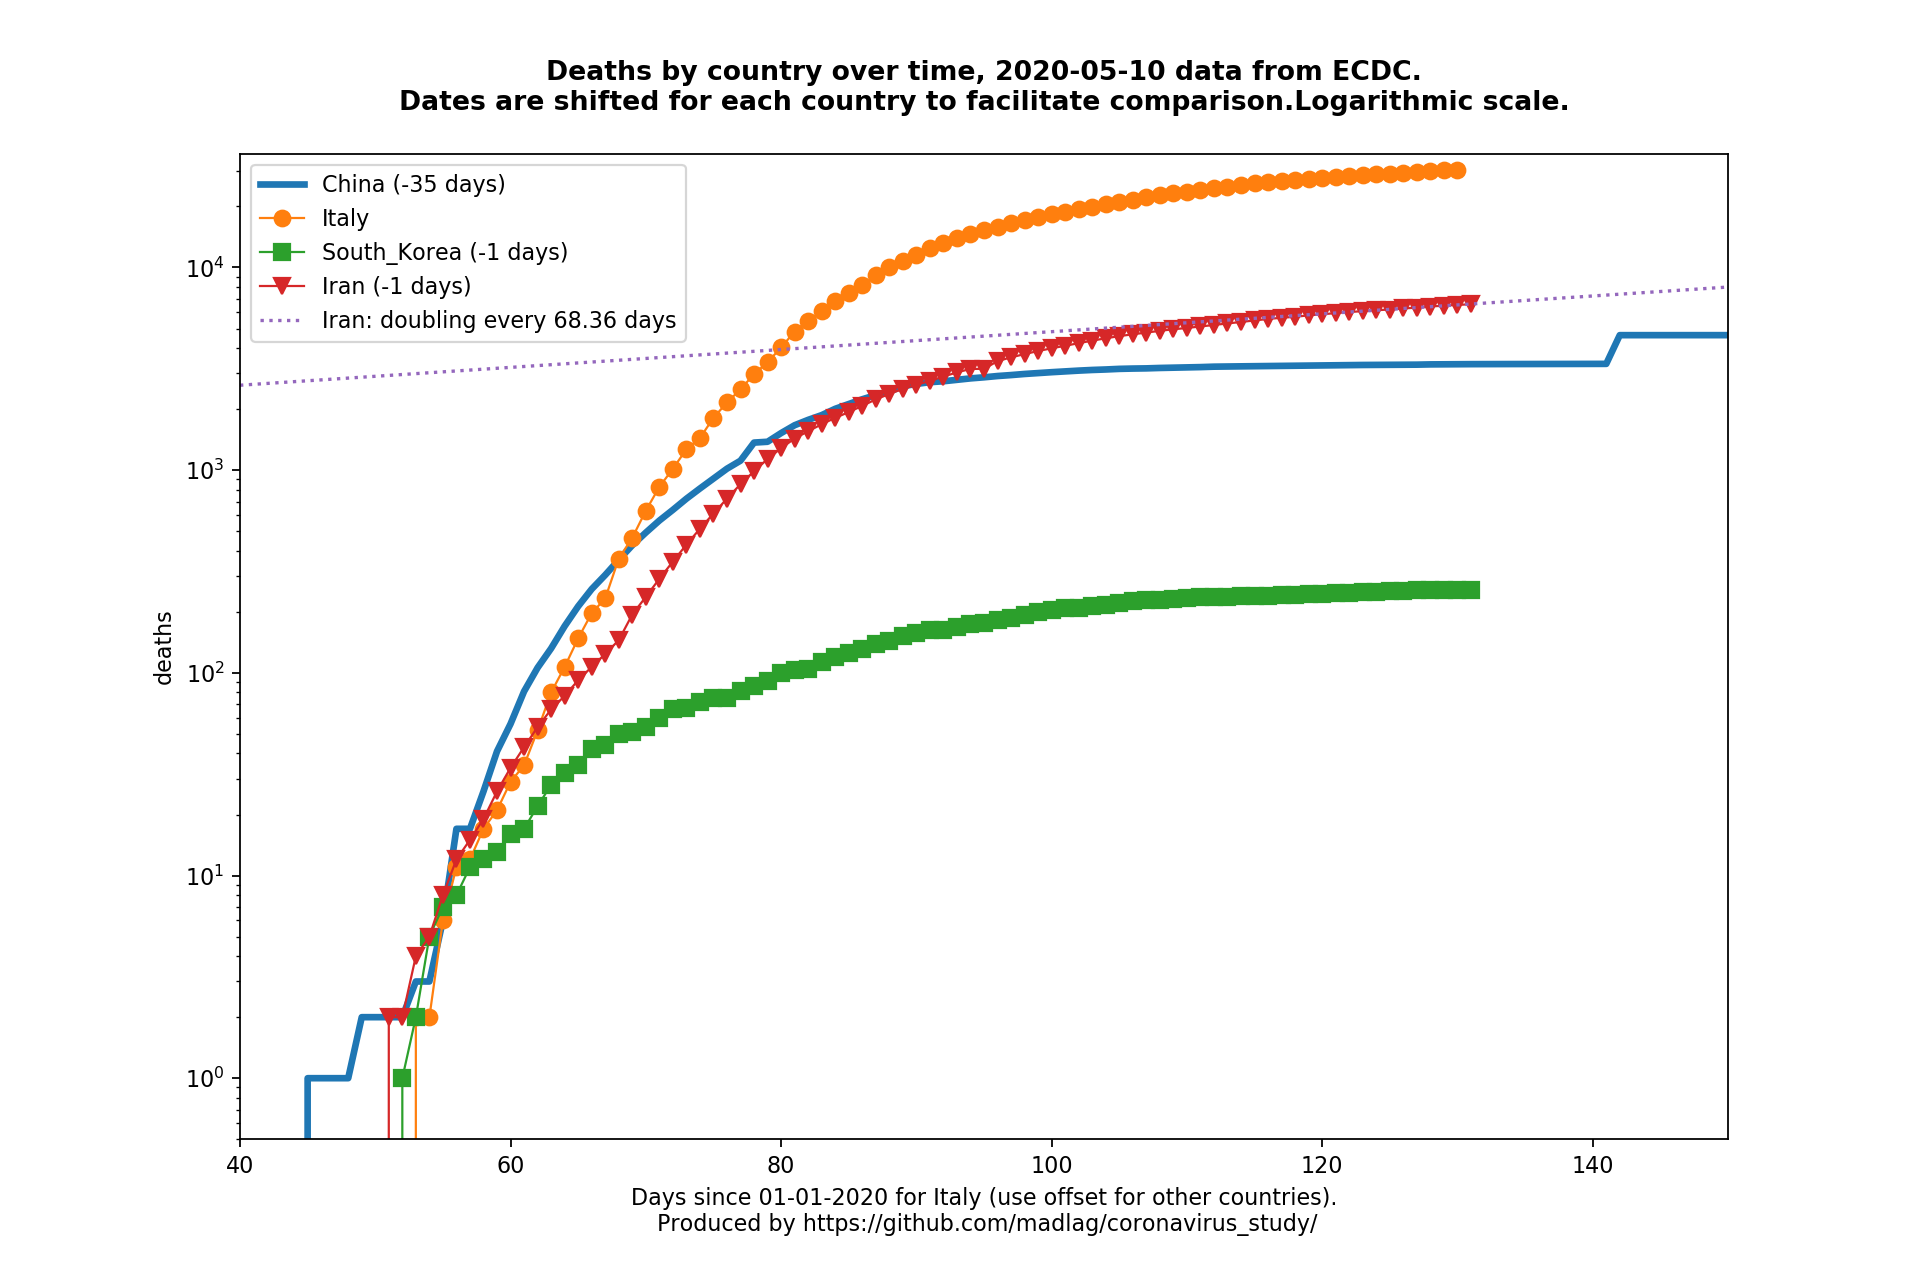 Deaths by country over time, 2020-05-10 data from ECDC.
Dates are shifted for each country to facilitate comparison.Logarithmic scale.
China (-35 days)
Italy
South_Korea (-1 days)
Iran (-1 days)
Iran: doubling every 68.36 days
10⁴
10³
10²
10¹
10⁰
deaths
40 60 80 100 120 140
Days since 01-01-2020 for Italy (use offset for other countries).
Produced by https://github.com/madlag/coronavirus_study/